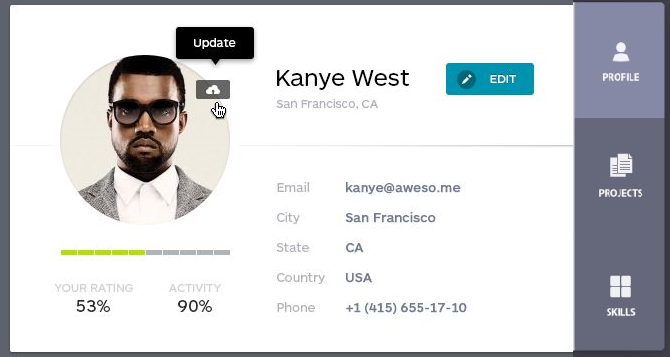 Update
Kanye West
EDIT
San Francisco, CA
Email kanye@aweso.me
City San Francisco
State CA
Country USA
Phone +1 (415) 655-17-10
YOUR RATING
53%
ACTIVITY
90%
PROFILE
PROJECTS
SKILLS